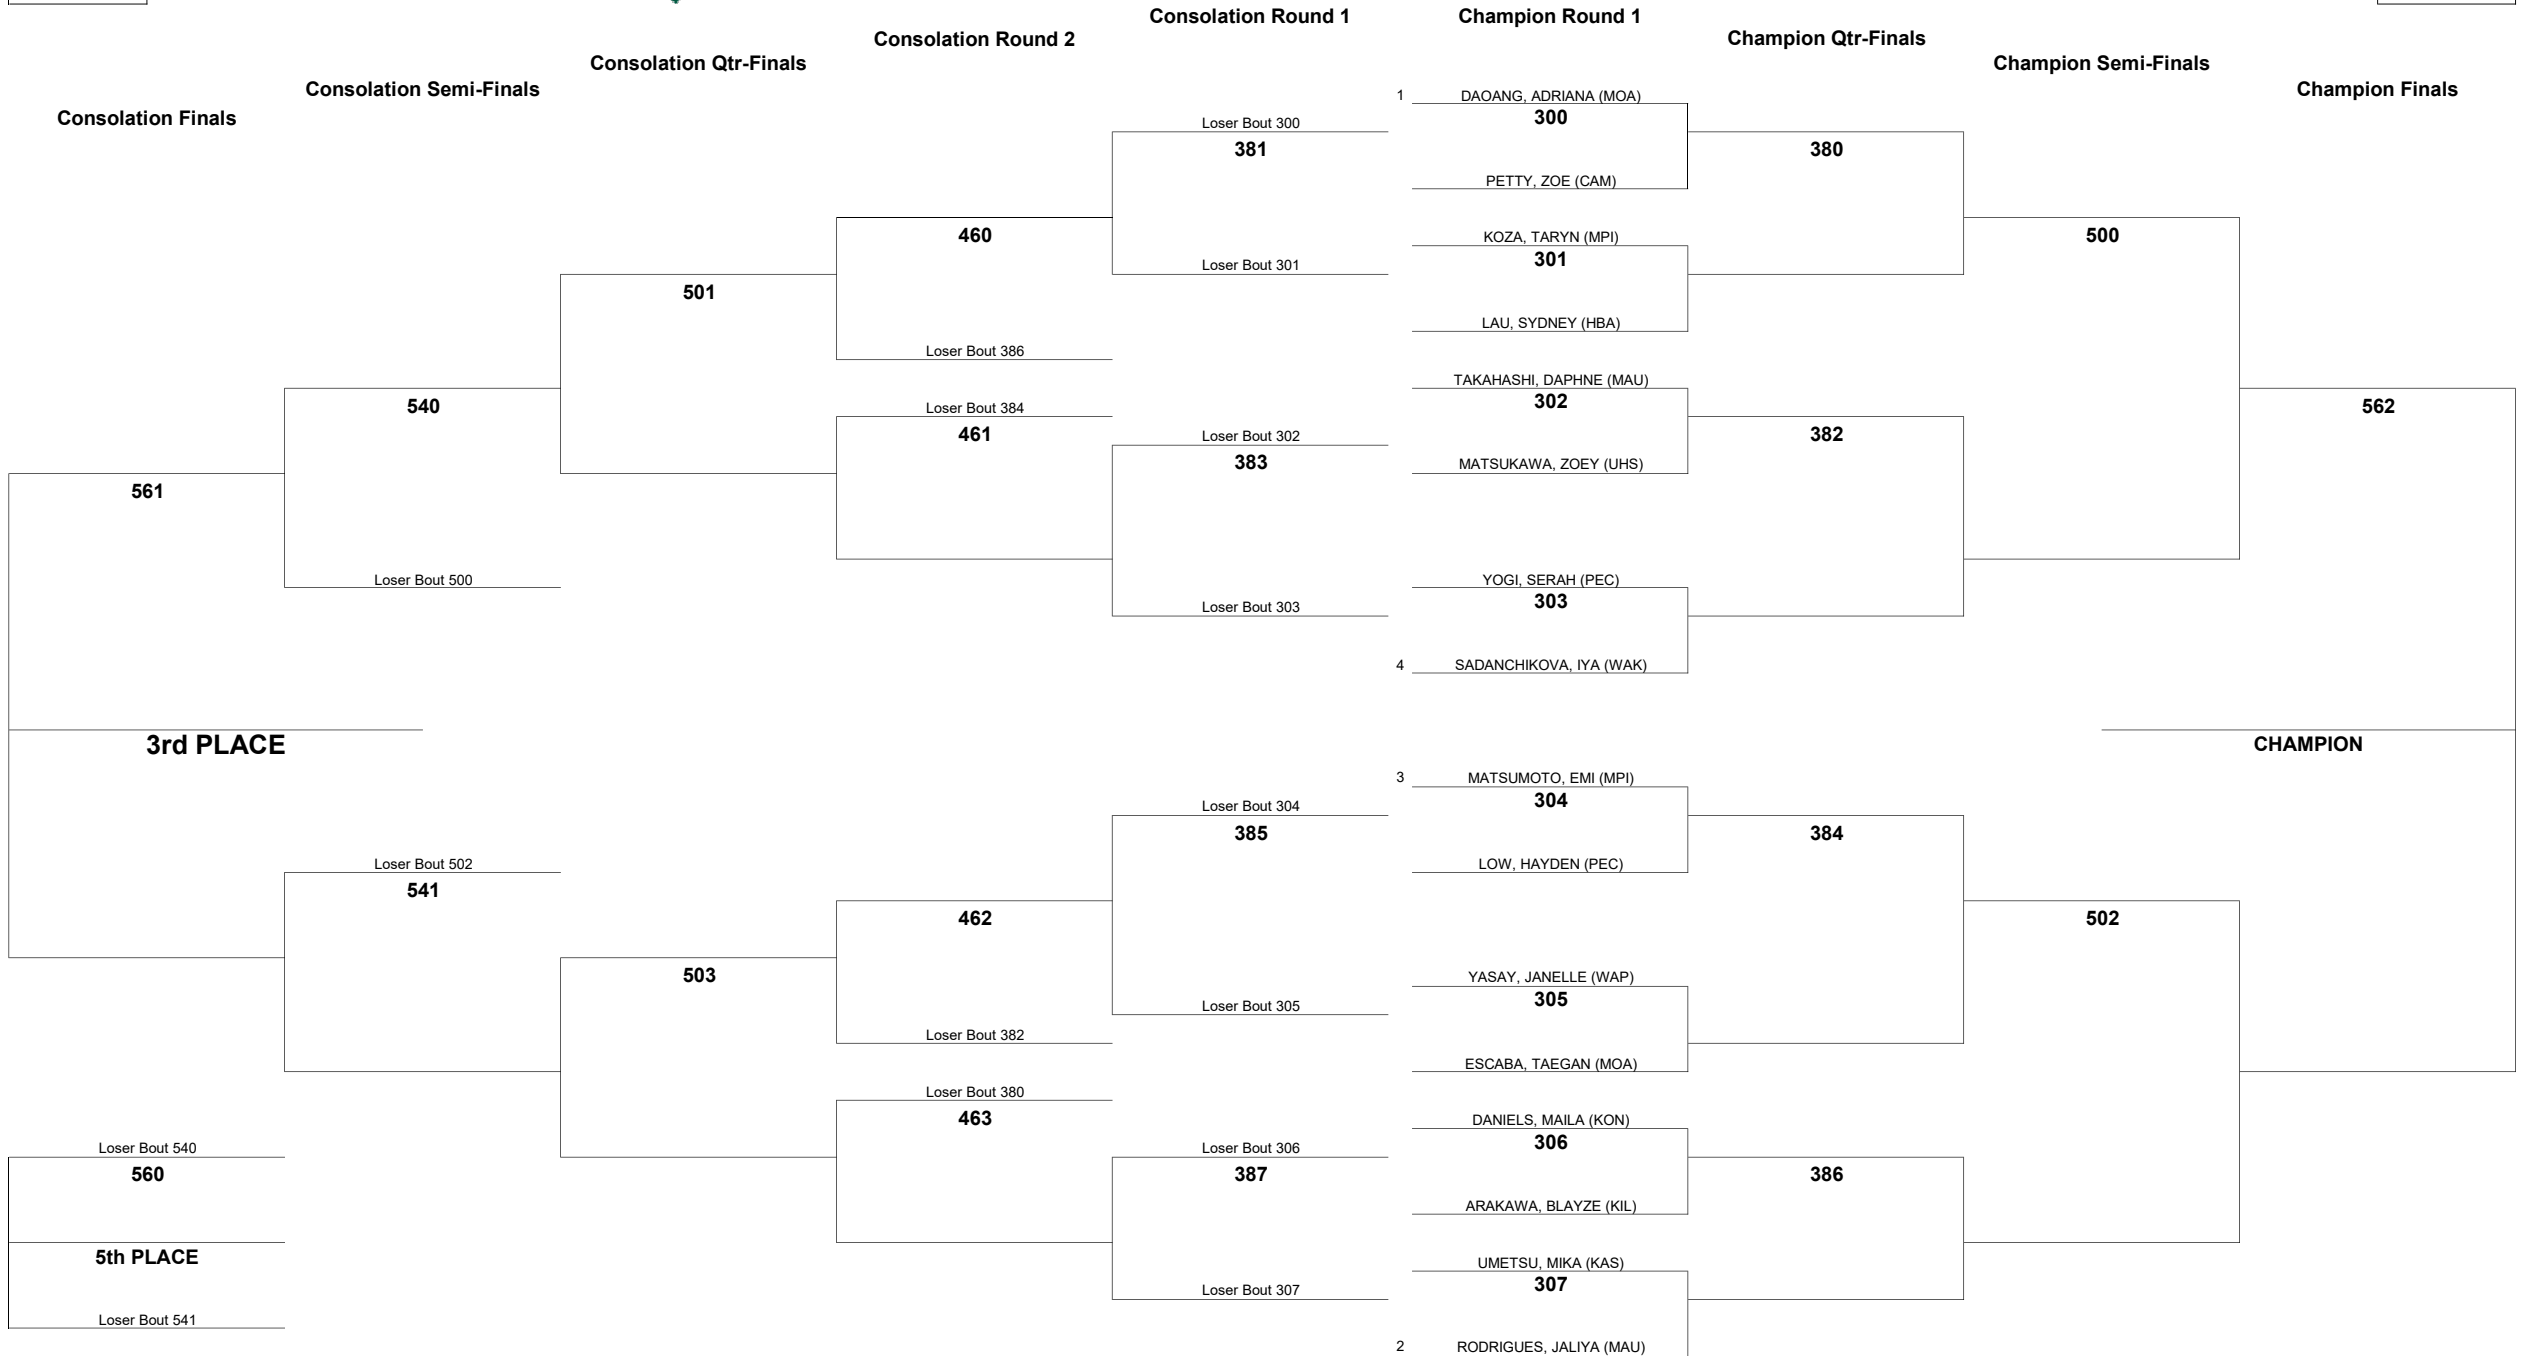 Consolation Round 1
Champion Round 1
Consolation Round 2
Champion Qtr-Finals
Consolation Qtr-Finals
Champion Semi-Finals
Consolation Semi-Finals
Champion Finals
Consolation Finals
1 DAOANG, ADRIANA (MOA)
300
Loser Bout 300
381
380
PETTY, ZOE (CAM)
460
500
KOZA, TARYN (MPI)
301
Loser Bout 301
501
LAU, SYDNEY (HBA)
Loser Bout 386
TAKAHASHI, DAPHNE (MAU)
302
540
Loser Bout 384
562
461
Loser Bout 302
382
383
MATSUKAWA, ZOEY (UHS)
561
Loser Bout 500
YOGI, SERAH (PEC)
303
Loser Bout 303
4 SADANCHIKOVA, IYA (WAK)
3rd PLACE
CHAMPION
3 MATSUMOTO, EMI (MPI)
304
Loser Bout 304
385
384
Loser Bout 502
LOW, HAYDEN (PEC)
541
462
502
503
YASAY, JANELLE (WAP)
305
Loser Bout 305
Loser Bout 382
ESCABA, TAEGAN (MOA)
Loser Bout 380
463
DANIELS, MAILA (KON)
306
Loser Bout 540
Loser Bout 306
560
387
386
ARAKAWA, BLAYZE (KIL)
5th PLACE
UMETSU, MIKA (KAS)
307
Loser Bout 307
Loser Bout 541
2 RODRIGUES, JALIYA (MAU)